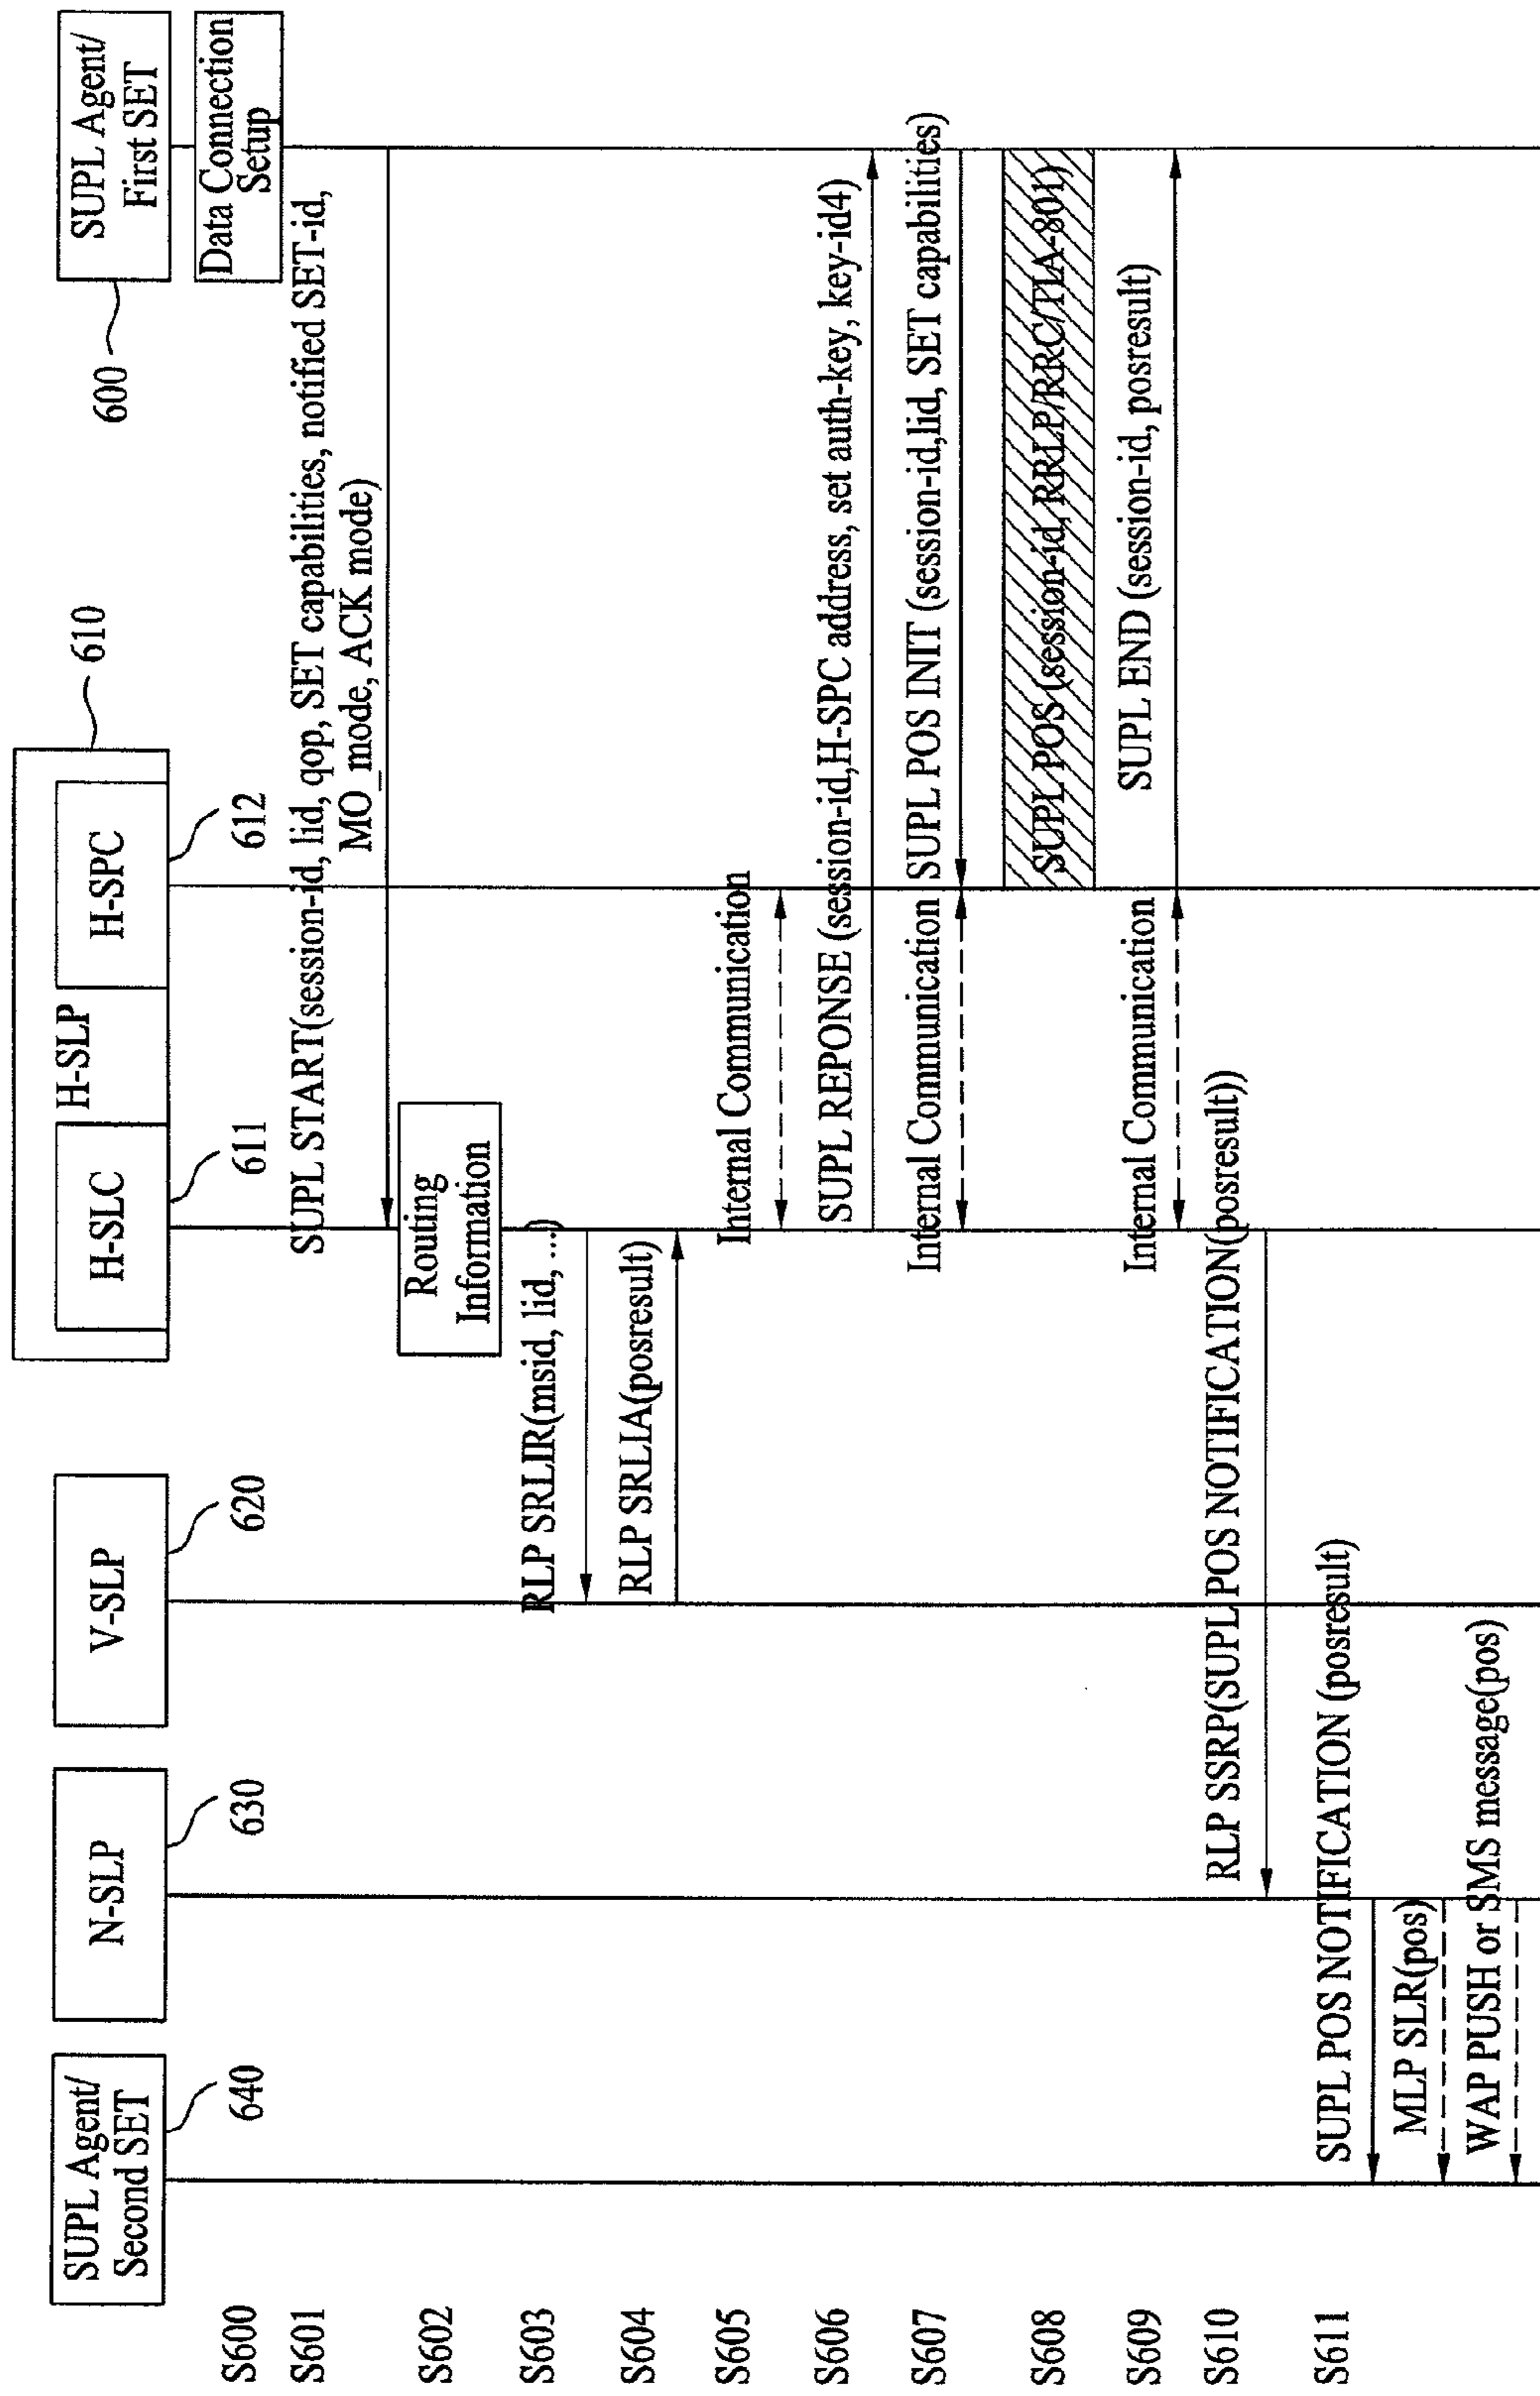 SUPL Agent/
Second SET
640
N-SLP
630
V-SLP
620
H-SLC
611
H-SLP
H-SPC
612
610
SUPL Agent/
First SET
600
S600
Data Connection
Setup
S601
SUPL START(session-id, lid, qop, SET capabilities, notified SET-id,
MO_mode, ACK mode)
S602
Routing
Information
S603
RLP SRLIR(msid, lid, ...)
S604
RLP SRLIA(posresult)
S605
Internal Communication
S606
SUPL REPONSE (session-id,H-SPC address, set auth-key, key-id4)
S607
Internal Communication
SUPL POS INIT (session-id,lid, SET capabilities)
S608
SUPL POS (session-id, RRLP/RRC/TIA-801)
S609
Internal Communication
SUPL END (session-id, posresult)
S610
RLP SSRP(SUPL POS NOTIFICATION(posresult))
S611
SUPL POS NOTIFICATION (posresult)
MLP SLR(pos)
WAP PUSH or SMS message(pos)